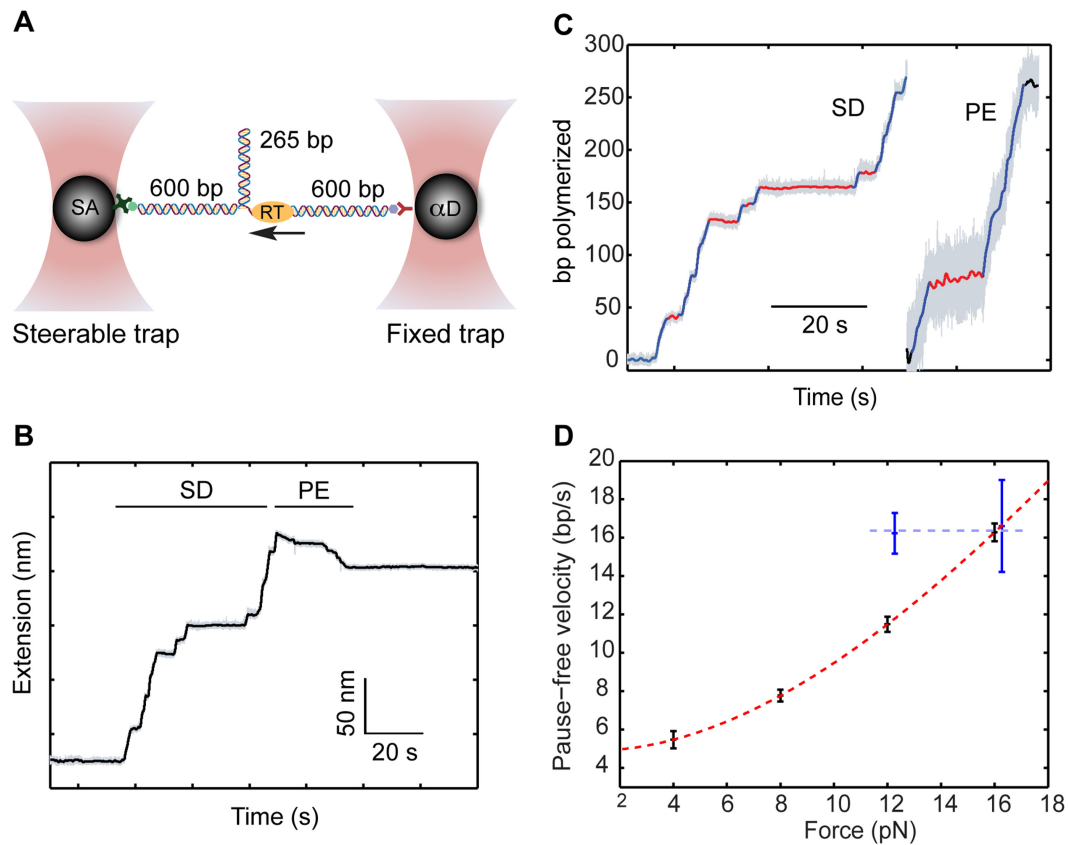 A
265 bp
600 bp
600 bp
SA
RT
αD
Steerable trap
Fixed trap
B
SD
PE
Extension (nm)
50 nm
20 s
Time (s)
C
300
250
200
150
100
50
0
bp polymerized
SD
PE
20 s
Time (s)
D
20
18
16
14
12
10
8
6
4
Pause−free velocity (bp/s)
2 4 6 8 10 12 14 16 18
Force (pN)